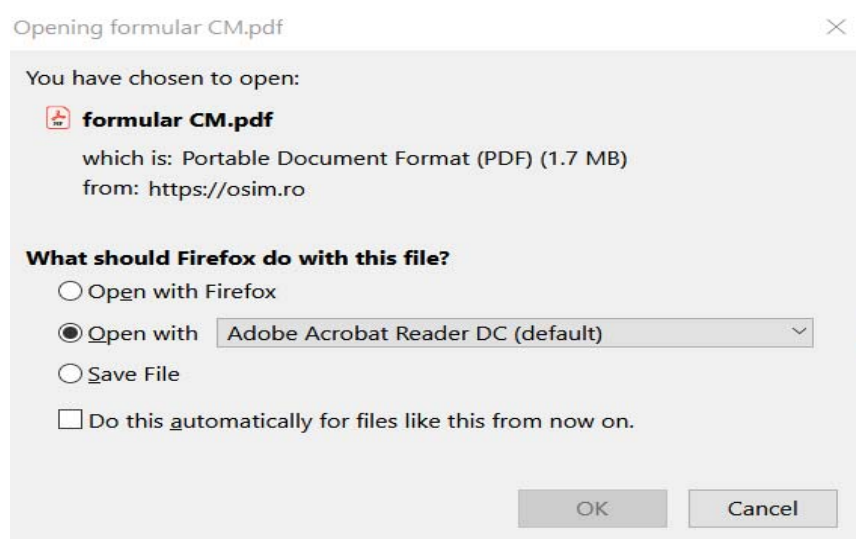 Opening formular CM.pdf
You have chosen to open:
formular CM.pdf
which is: Portable Document Format (PDF) (1.7 MB)
from: https://osim.ro
What should Firefox do with this file?
Open with Firefox
Open with Adobe Acrobat Reader DC (default)
Save File
Do this automatically for files like this from now on.
OK Cancel